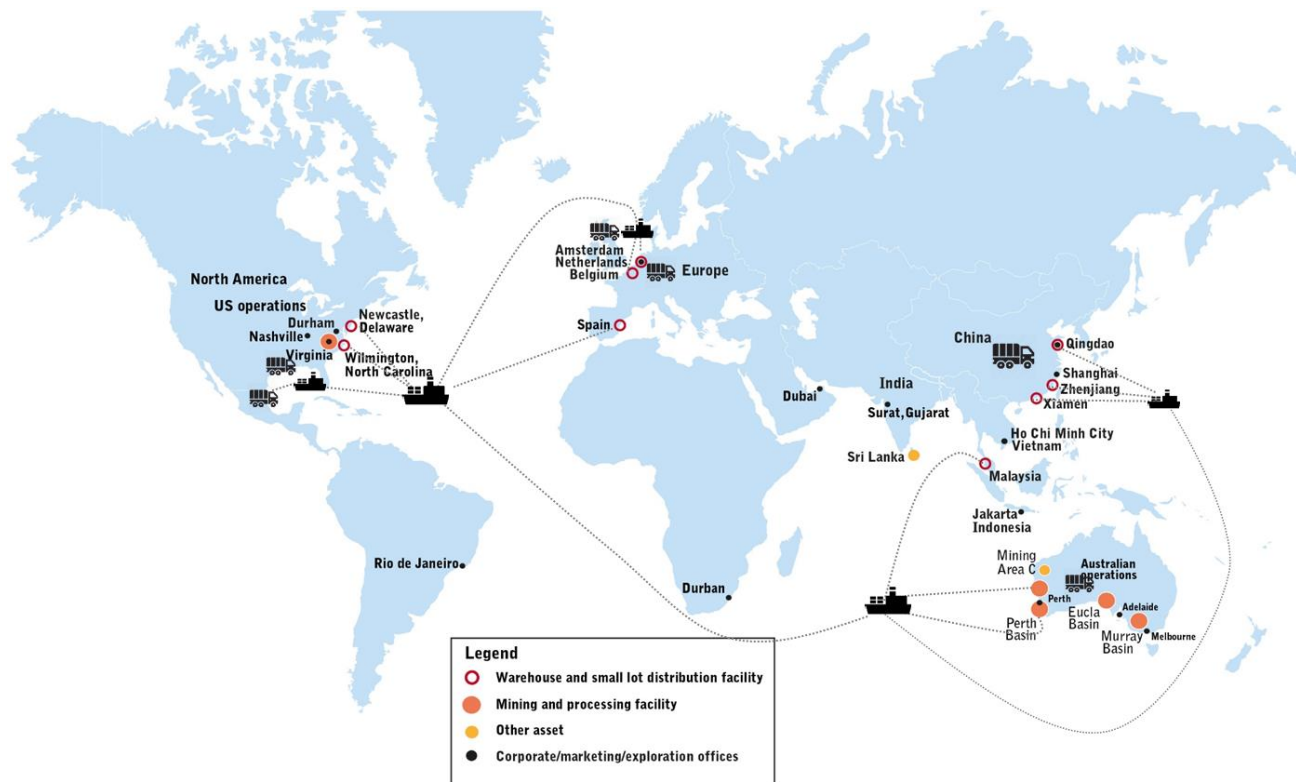 North America
US operations
Durham
Nashville
Virginia
Newcastle,
Delaware
Wilmington,
North Carolina
Amsterdam
Netherlands
Belgium
Europe
Spain
China
Qingdao
Shanghai
Zhenjiang
Xiamen
Dubai
India
Surat,Gujarat
Ho Chi Minh City
Vietnam
Sri Lanka
Malaysia
Jakarta
Indonesia
Rio de Janeiro
Durban
Mining
Area C
Australian
operations
Perth
Perth
Basin
Eucla
Basin
Adelaide
Murray
Basin
Melbourne
Legend
Warehouse and small lot distribution facility
Mining and processing facility
Other asset
Corporate/marketing/exploration offices